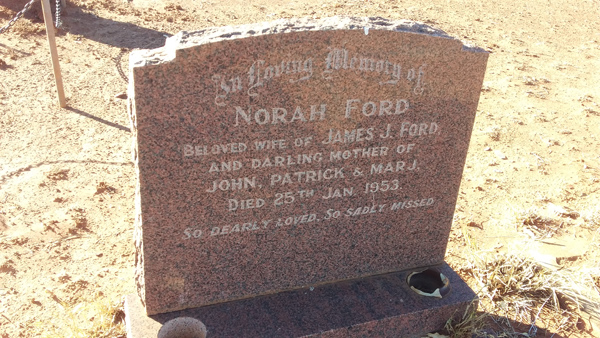 In Loving Memory of
NORAH FORD
BELOVED WIFE OF JAMES J. FORD,
AND DARLING MOTHER OF
JOHN, PATRICK & MARJ.
DIED 25TH JAN. 1953.
SO DEARLY LOVED, SO SADLY MISSED